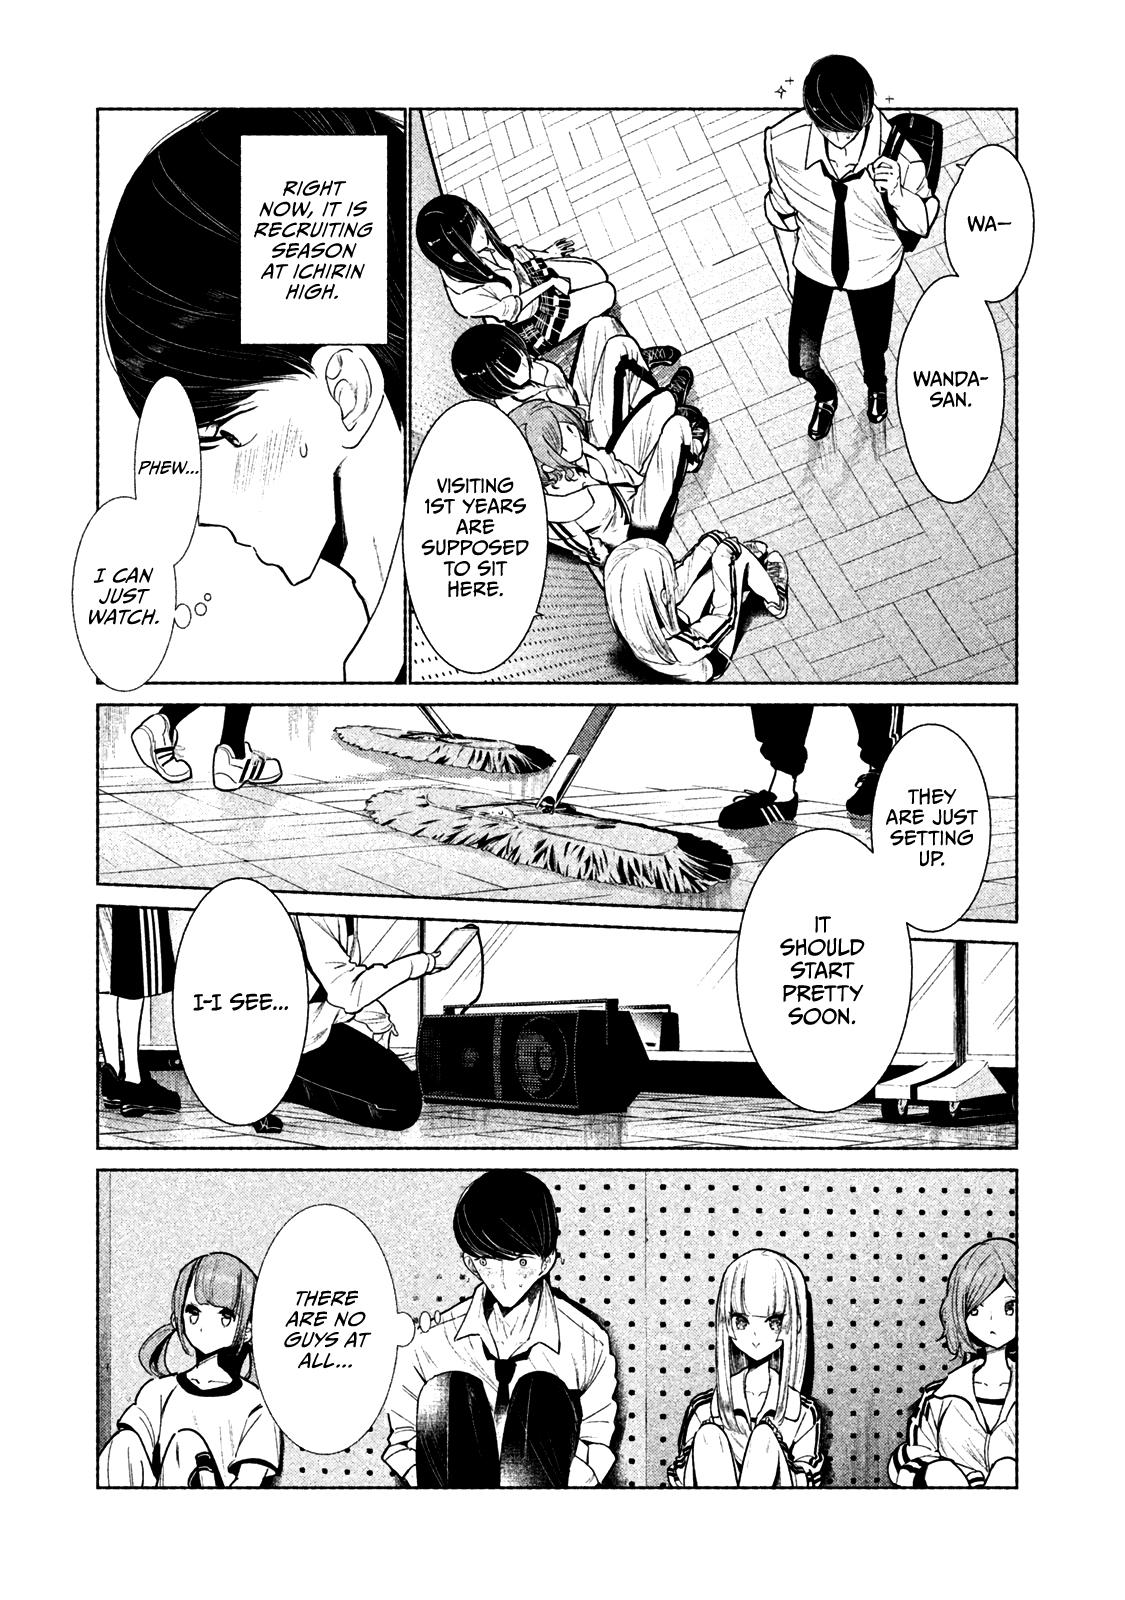 WA-
WANDA-
SAN.
VISITING
1ST YEARS
ARE
SUPPOSED
TO SIT
HERE.
RIGHT
NOW, IT IS
RECRUITING
SEASON
AT ICHIRIN
HIGH.
PHEW...
I CAN
JUST
WATCH.
THEY
ARE JUST
SETTING
UP.
IT
SHOULD
START
PRETTY
SOON.
I-I SEE...
THERE
ARE NO
GUYS AT
ALL...